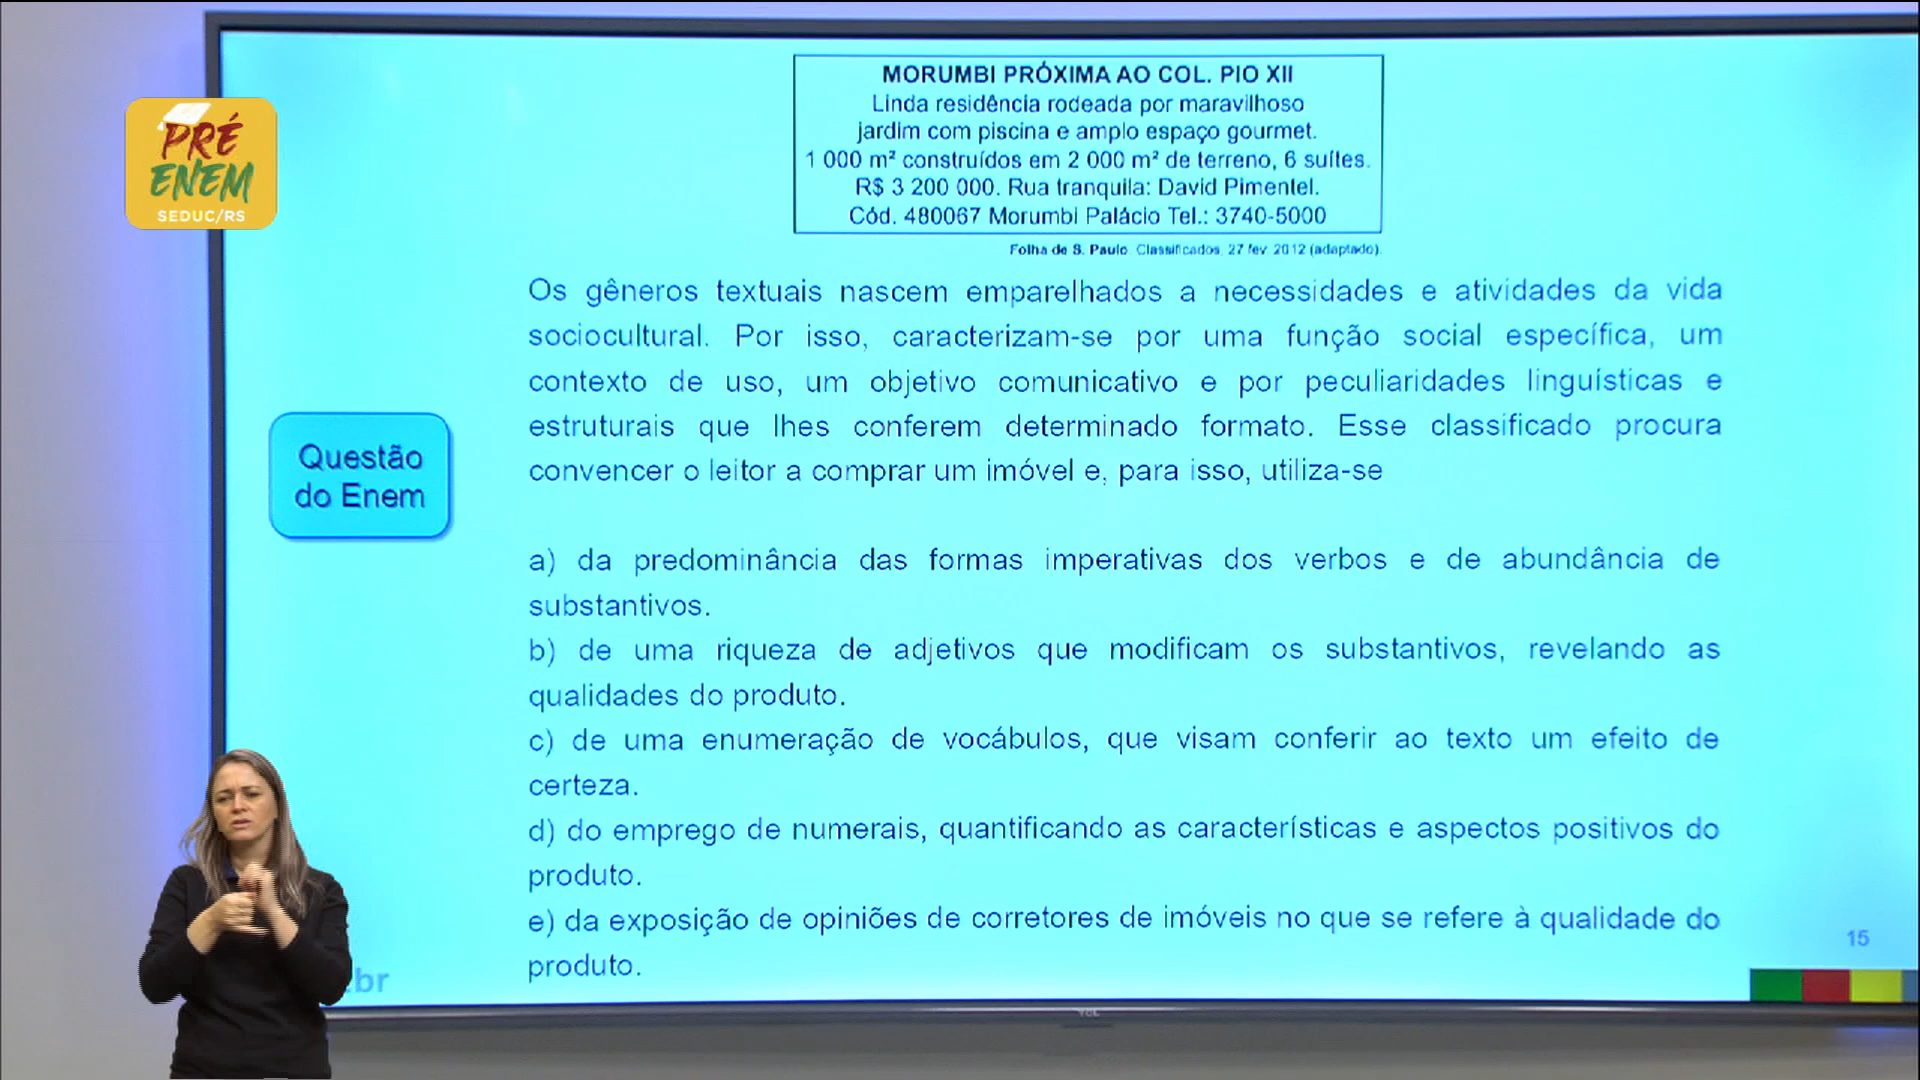 MORUMBI PRÓXIMA AO COL. PIO XII
Linda residência rodeada por maravilhoso
jardim com piscina e amplo espaço gourmet.
1 000 m² construídos em 2 000 m² de terreno, 6 suítes.
R$ 3 200 000. Rua tranquila: David Pimentel.
Cód. 480067 Morumbi Palácio Tel.: 3740-5000
Folha de S. Paulo. Classificados, 27 fev. 2012 (adaptado).
PRÉ
ENEM
SEDUC/RS
Os gêneros textuais nascem emparelhados a necessidades e atividades da vida
sociocultural. Por isso, caracterizam-se por uma função social específica, um
contexto de uso, um objetivo comunicativo e por peculiaridades linguísticas e
estruturais que lhes conferem determinado formato. Esse classificado procura
convencer o leitor a comprar um imóvel e, para isso, utiliza-se
Questão
do Enem
a) da predominância das formas imperativas dos verbos e de abundância de
substantivos.
b) de uma riqueza de adjetivos que modificam os substantivos, revelando as
qualidades do produto.
c) de uma enumeração de vocábulos, que visam conferir ao texto um efeito de
certeza.
d) do emprego de numerais, quantificando as características e aspectos positivos do
produto.
e) da exposição de opiniões de corretores de imóveis no que se refere à qualidade do
produto.
15
.br
TCL